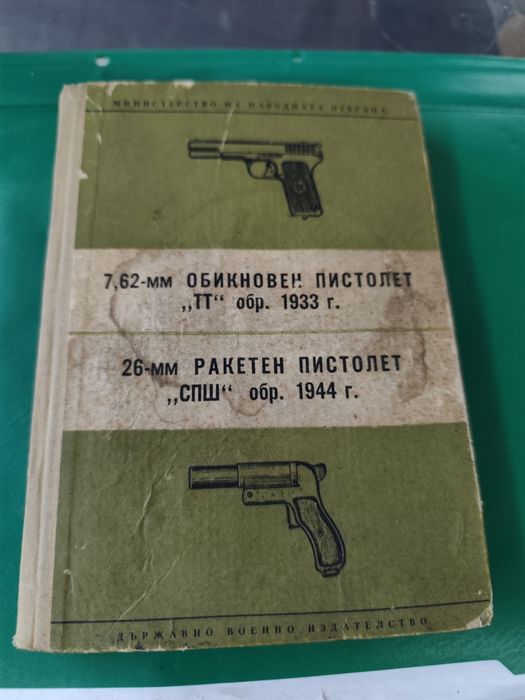 МИНИСТЕРСТВО НА НАРОДНАТА ОТБРАНА
7,62-мм ОБИКНОВЕН ПИСТОЛЕТ
„ТТ“ обр. 1933 г.
26-мм РАКЕТЕН ПИСТОЛЕТ
„СПШ“ обр. 1944 г.
ДЪРЖАВНО ВОЕННО ИЗДАТЕЛСТВО